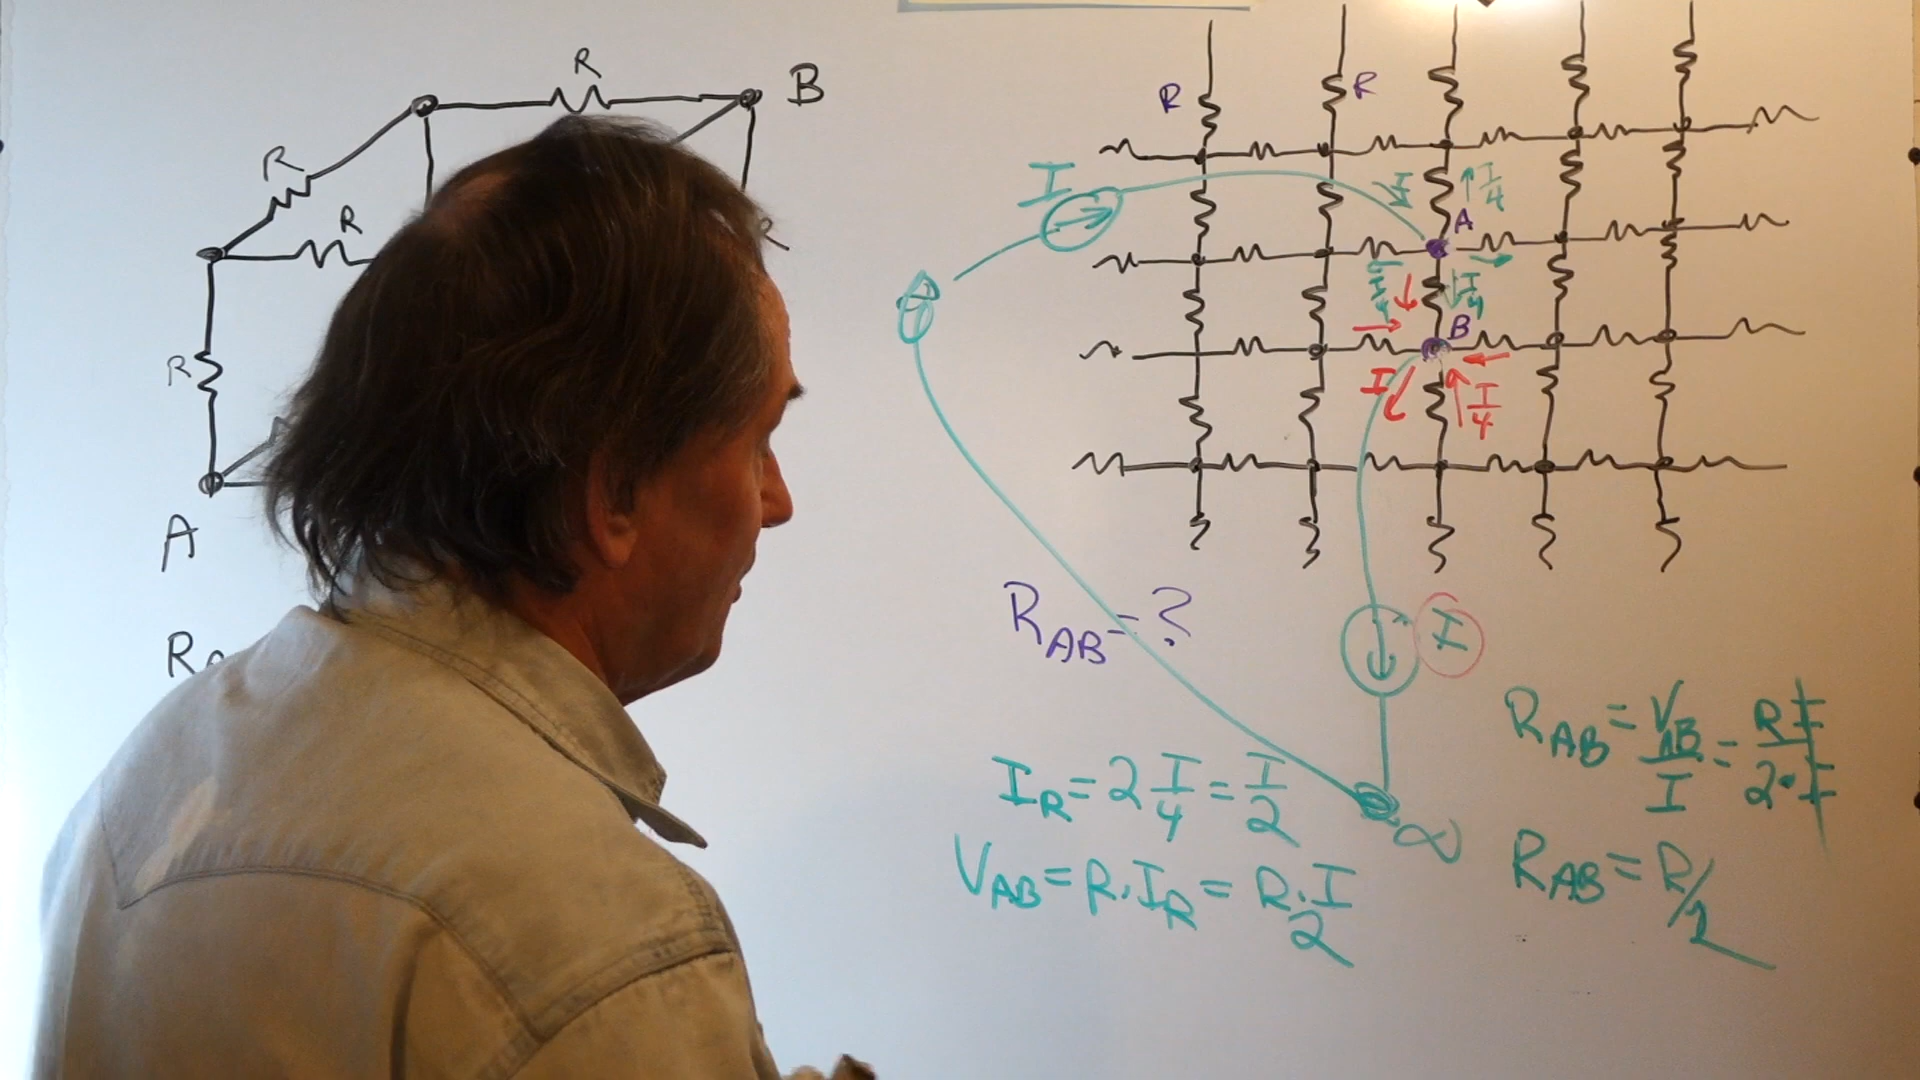 R
B
R
R
R
A
R
R
I
I
I/4
A
I/4
I/4
B
I
I/4
R_AB = ?
I
I_R = 2 I/4 = I/2
∞
V_AB = R · I_R = R · I/2
R_AB = V_AB/I = R I/2 · I
R_AB = R/2